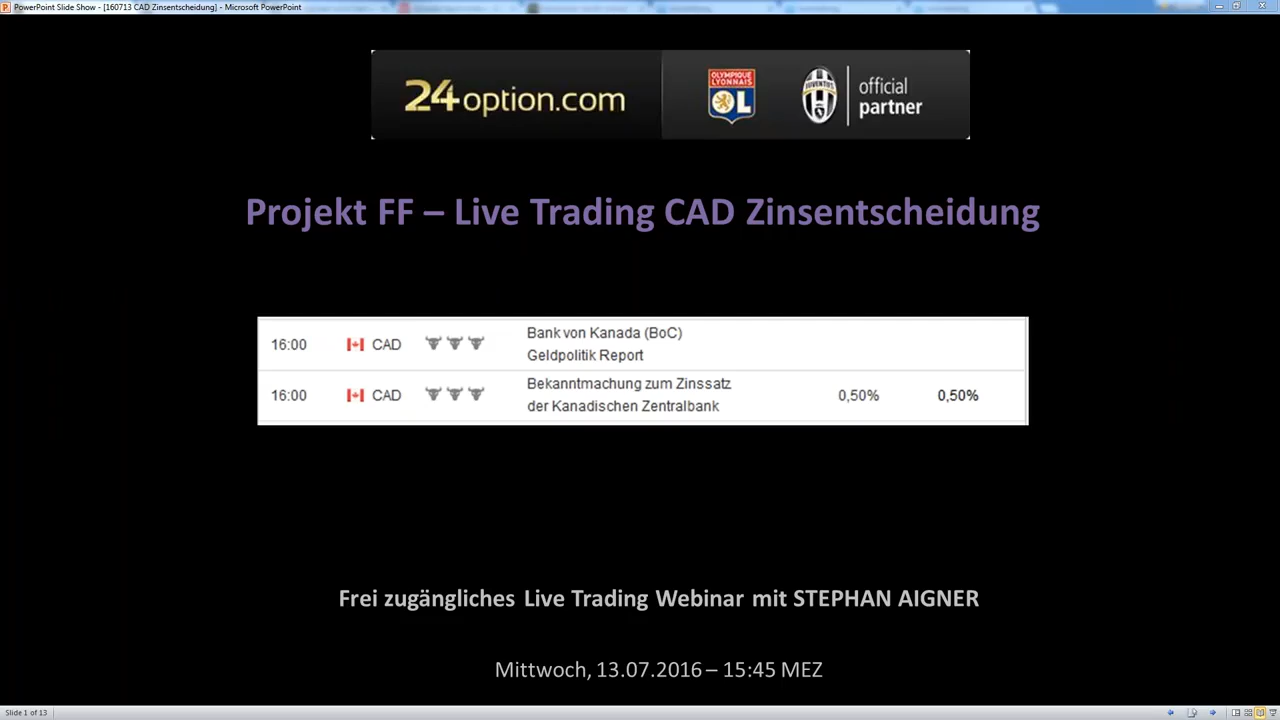 PowerPoint Slide Show - [160713 CAD Zinsentscheidung] - Microsoft PowerPoint
24option.com
OLYMPIQUE LYONNAIS
OL
JUVENTUS
official
partner
Projekt FF – Live Trading CAD Zinsentscheidung
16:00 CAD Bank von Kanada (BoC)
Geldpolitik Report
16:00 CAD Bekanntmachung zum Zinssatz
der Kanadischen Zentralbank 0,50% 0,50%
Frei zugängliches Live Trading Webinar mit STEPHAN AIGNER
Mittwoch, 13.07.2016 – 15:45 MEZ
Slide 1 of 13